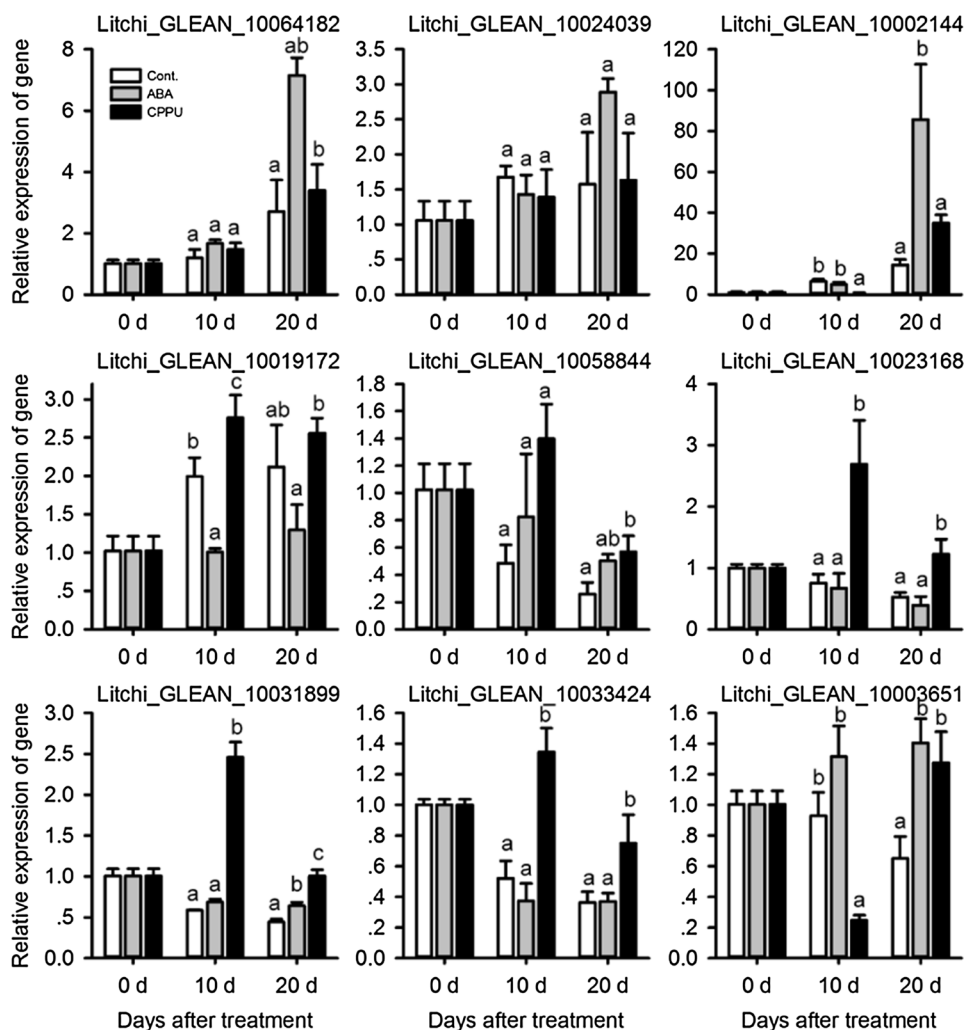 Litchi_GLEAN_10064182 Litchi_GLEAN_10024039 Litchi_GLEAN_10002144
Relative expression of gene
8
6
4
2
0
Cont.
ABA
CPPU
a a a a ab b
0 d 10 d 20 d
3.5
3.0
2.5
2.0
1.5
1.0
.5
0.0
a a a a a a
0 d 10 d 20 d
120
100
80
60
40
20
0
b b a a b a
0 d 10 d 20 d
Litchi_GLEAN_10019172 Litchi_GLEAN_10058844 Litchi_GLEAN_10023168
Relative expression of gene
3.0
2.5
2.0
1.5
1.0
.5
0.0
b a c ab a b
0 d 10 d 20 d
1.8
1.6
1.4
1.2
1.0
.8
.6
.4
.2
0.0
a a a a ab b
0 d 10 d 20 d
4
3
2
1
0
a a b a a b
0 d 10 d 20 d
Litchi_GLEAN_10031899 Litchi_GLEAN_10033424 Litchi_GLEAN_10003651
Relative expression of gene
3.0
2.5
2.0
1.5
1.0
.5
0.0
a a b a b c
0 d 10 d 20 d
Days after treatment
1.6
1.4
1.2
1.0
.8
.6
.4
.2
0.0
a a b a a b
0 d 10 d 20 d
Days after treatment
1.6
1.4
1.2
1.0
.8
.6
.4
.2
0.0
b b a a b b
0 d 10 d 20 d
Days after treatment